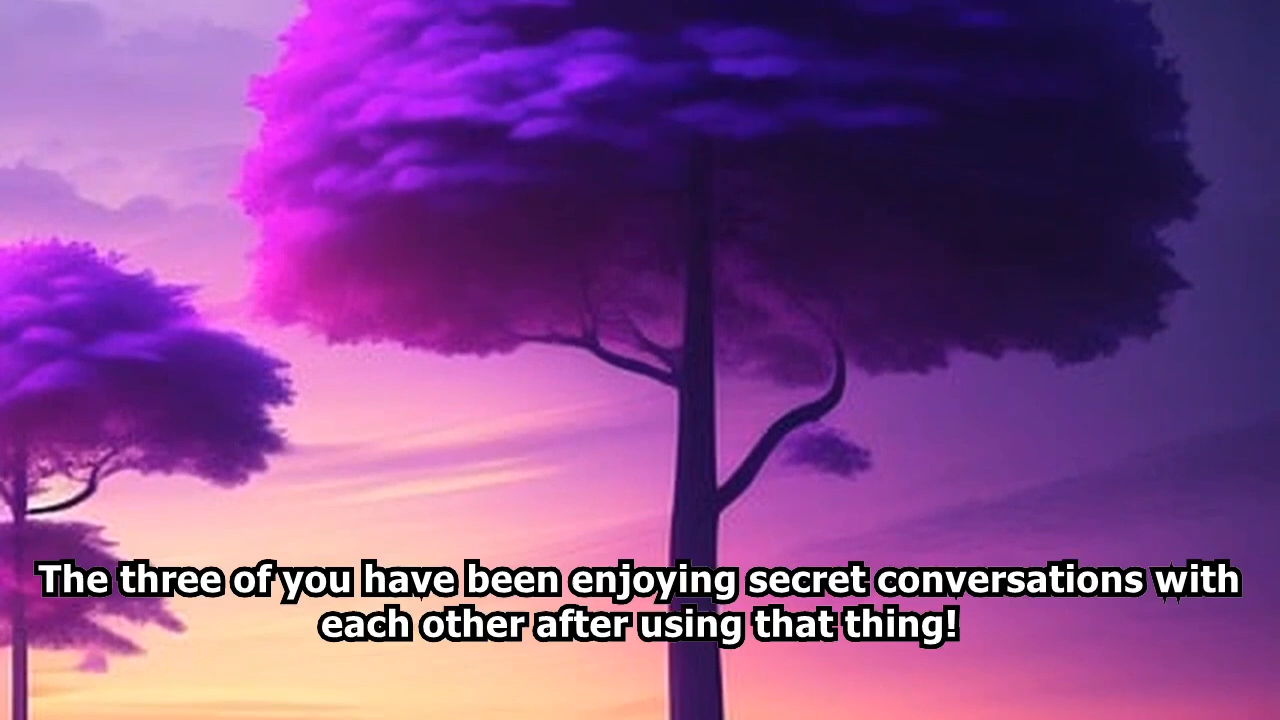 The three of you have been enjoying secret conversations with
each other after using that thing!